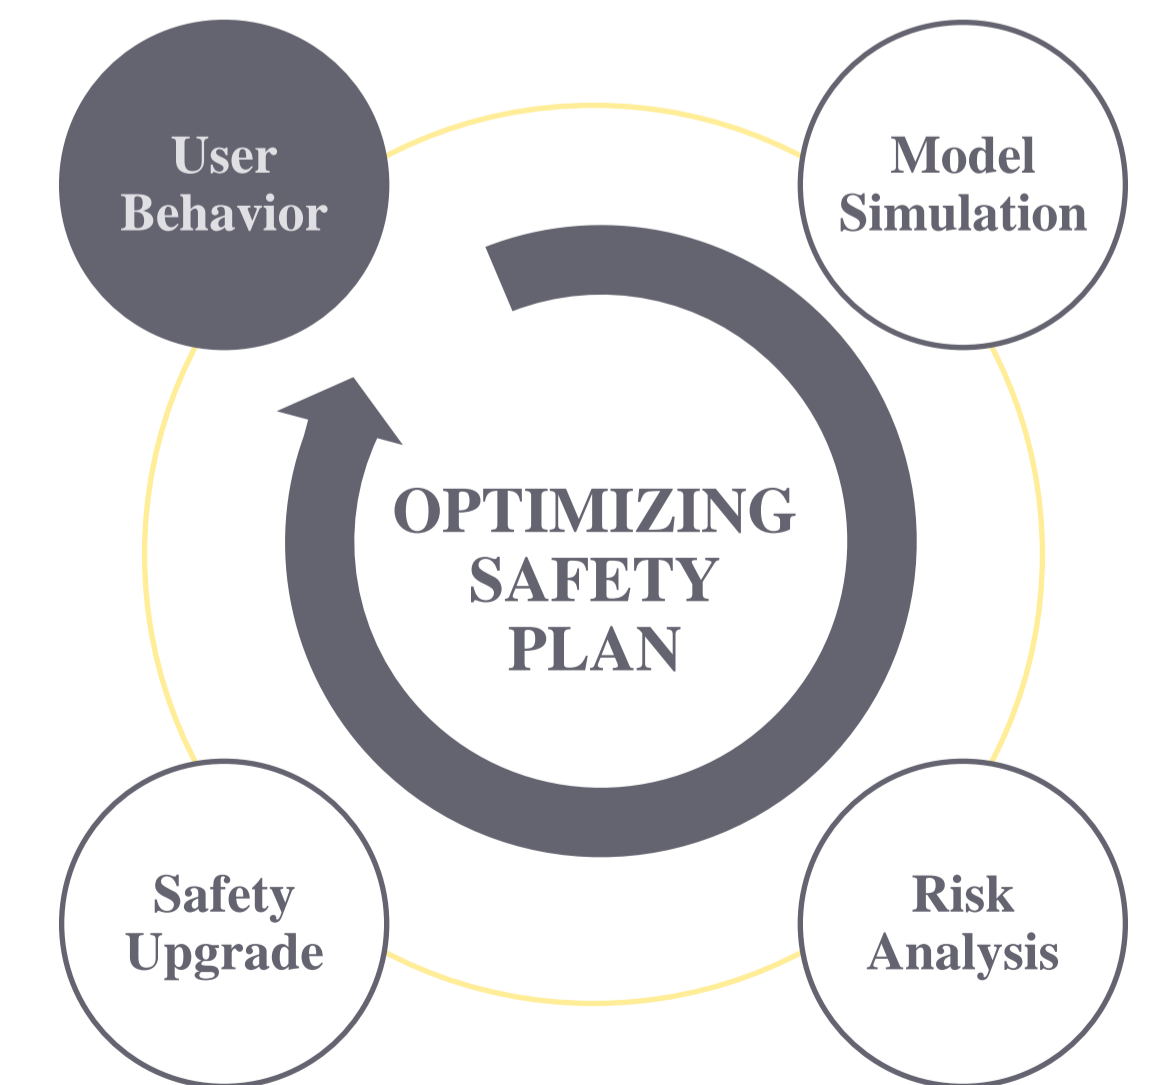 User
Behavior
Model
Simulation
OPTIMIZING
SAFETY
PLAN
Safety
Upgrade
Risk
Analysis